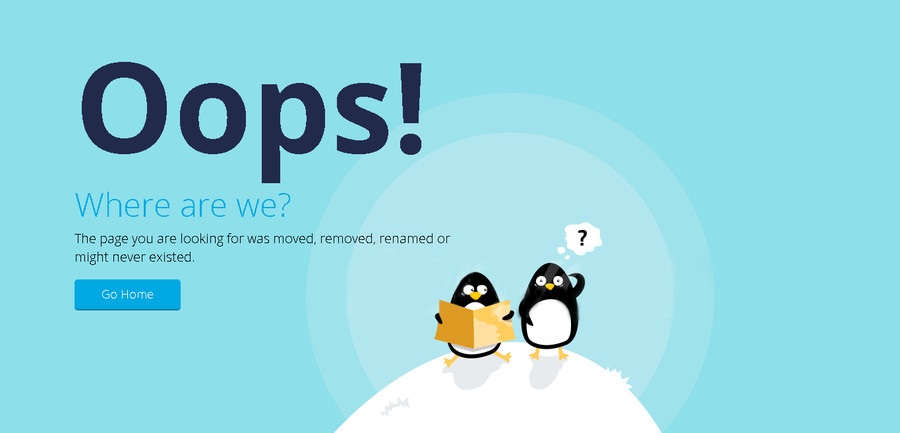 Oops!
Where are we?
The page you are looking for was moved, removed, renamed or
might never existed.
Go Home
?